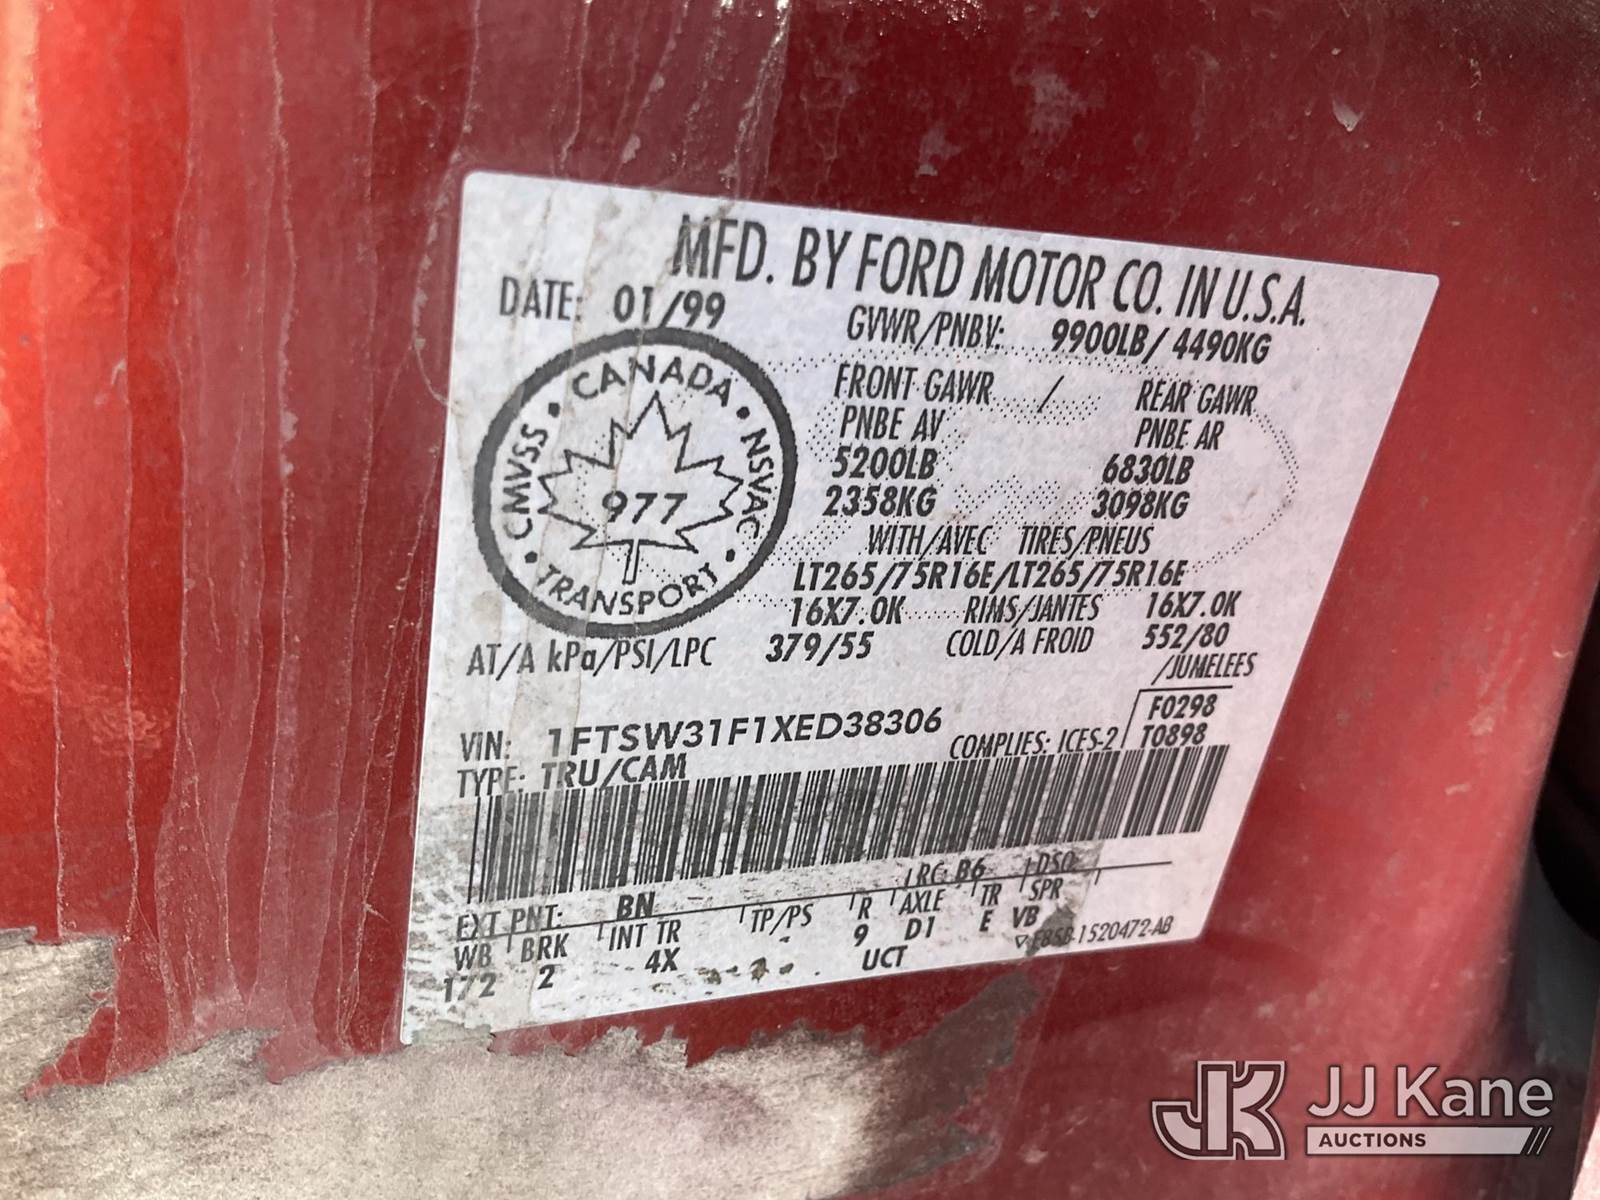 MFD. BY FORD MOTOR CO. IN U.S.A.
DATE: 01/99
GVWR/PNBV: 9900LB/ 4490KG
CANADA
CMVSS
NSVAC
977
TRANSPORT
FRONT GAWR / REAR GAWR
PNBE AV PNBE AR
5200LB 6830LB
2358KG 3098KG
WITH/AVEC TIRES/PNEUS
LT265/75R16E/LT265/75R16E
16X7.0K RIMS/JANTES 16X7.0K
AT/A kPa/PSI/LPC 379/55 COLD/A FROID 552/80
/JUMELEES
VIN: 1FTSW31F1XED38306
COMPLIES: ICES-2
F0298
T0898
TYPE: TRU/CAM
EXT PNT: BN RC: B6 DSO:
WB BRK INT TR TP/PS R AXLE TR SPR
172 2 4X - 9 D1 E VB
UCT
F85B-1520472-AB
JK JJ Kane
AUCTIONS